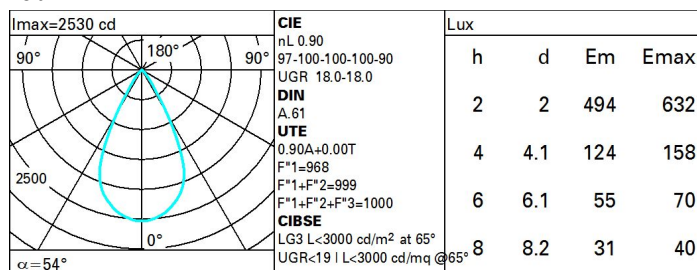 Imax=2530 cd
90°
180°
90°
2500
0°
α=54°
CIE
nL 0.90
97-100-100-100-90
UGR 18.0-18.0
DIN
A.61
UTE
0.90A+0.00T
F"1=968
F"1+F"2=999
F"1+F"2+F"3=1000
CIBSE
LG3 L<3000 cd/m² at 65°
UGR<19 | L<3000 cd/mq @65°
Lux
h d Em Emax
2 2 494 632
4 4.1 124 158
6 6.1 55 70
8 8.2 31 40